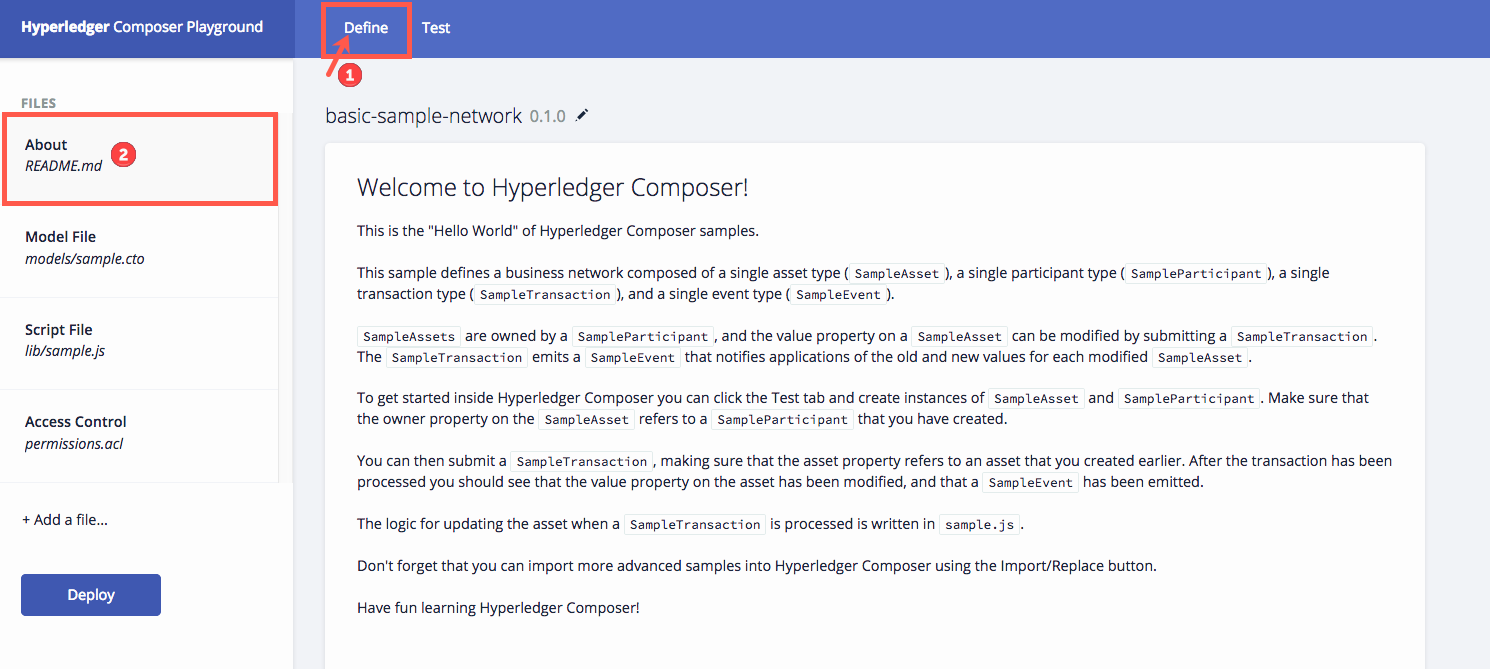 Hyperledger Composer Playground
Define
Test
1
FILES
About
README.md
2
Model File
models/sample.cto
Script File
lib/sample.js
Access Control
permissions.acl
+ Add a file...
Deploy
basic-sample-network 0.1.0
Welcome to Hyperledger Composer!
This is the "Hello World" of Hyperledger Composer samples.
This sample defines a business network composed of a single asset type ( SampleAsset ), a single participant type ( SampleParticipant ), a single
transaction type ( SampleTransaction ), and a single event type ( SampleEvent ).
SampleAssets are owned by a SampleParticipant , and the value property on a SampleAsset can be modified by submitting a SampleTransaction .
The SampleTransaction emits a SampleEvent that notifies applications of the old and new values for each modified SampleAsset .
To get started inside Hyperledger Composer you can click the Test tab and create instances of SampleAsset and SampleParticipant . Make sure that
the owner property on the SampleAsset refers to a SampleParticipant that you have created.
You can then submit a SampleTransaction , making sure that the asset property refers to an asset that you created earlier. After the transaction has been
processed you should see that the value property on the asset has been modified, and that a SampleEvent has been emitted.
The logic for updating the asset when a SampleTransaction is processed is written in sample.js .
Don't forget that you can import more advanced samples into Hyperledger Composer using the Import/Replace button.
Have fun learning Hyperledger Composer!